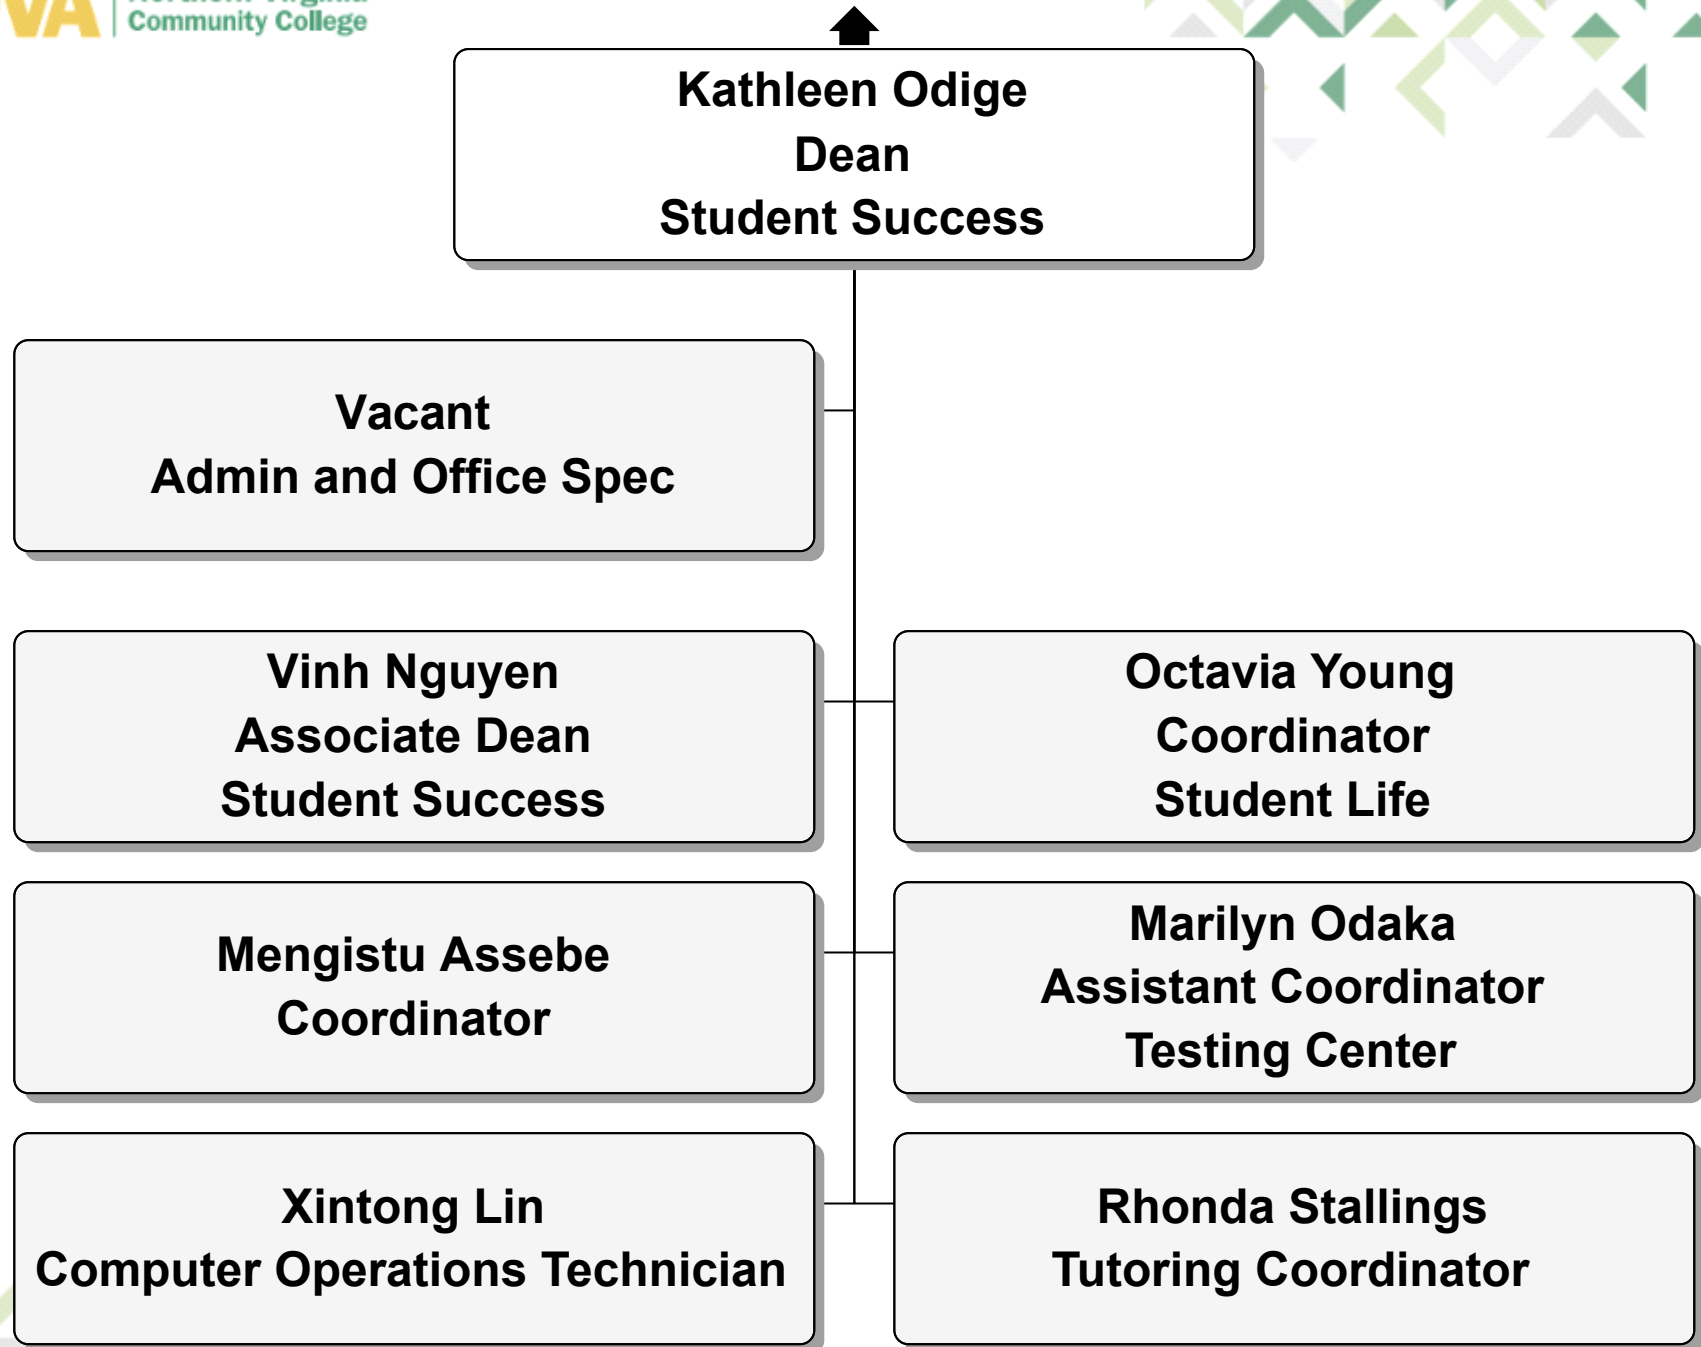 Community College
Kathleen Odige
Dean
Student Success
Vacant
Admin and Office Spec
Vinh Nguyen
Associate Dean
Student Success
Octavia Young
Coordinator
Student Life
Mengistu Assebe
Coordinator
Marilyn Odaka
Assistant Coordinator
Testing Center
Xintong Lin
Computer Operations Technician
Rhonda Stallings
Tutoring Coordinator